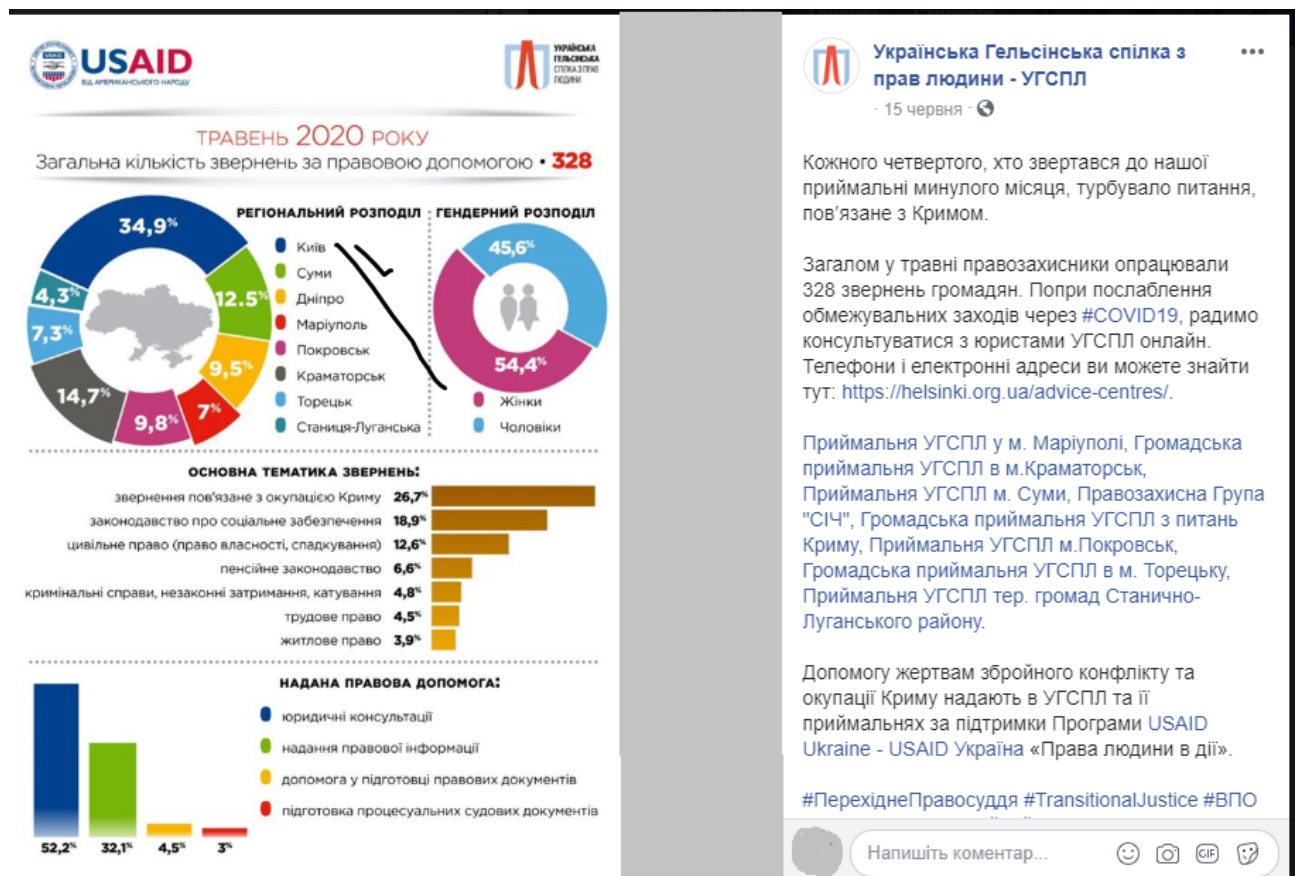 USAID
ВІД АМЕРИКАНСЬКОГО НАРОДУ
УКРАЇНСЬКА
ГЕЛЬСІНСЬКА
СПІЛКА З ПРАВ
ЛЮДИНИ
ТРАВЕНЬ 2020 РОКУ
Загальна кількість звернень за правовою допомогою • 328
РЕГІОНАЛЬНИЙ РОЗПОДІЛ
34,9%
12.5%
9,5%
7%
9,8%
14,7%
7,3%
4,3%
Київ
Суми
Дніпро
Маріуполь
Покровськ
Краматорськ
Торецьк
Станиця-Луганська
ГЕНДЕРНИЙ РОЗПОДІЛ
45,6%
54,4%
Жінки
Чоловіки
ОСНОВНА ТЕМАТИКА ЗВЕРНЕНЬ:
звернення пов'язане з окупацією Криму 26,7%
законодавство про соціальне забезпечення 18,9%
цивільне право (право власності, спадкування) 12,6%
пенсійне законодавство 6,6%
кримінальні справи, незаконні затримання, катування 4,8%
трудове право 4,5%
житлове право 3,9%
НАДАНА ПРАВОВА ДОПОМОГА:
юридичні консультації
надання правової інформації
допомога у підготовці правових документів
підготовка процесуальних судових документів
52,2% 32,1% 4,5% 3%
Українська Гельсінська спілка з
прав людини - УГСПЛ
· 15 червня ·
Кожного четвертого, хто звертався до нашої
приймальні минулого місяця, турбувало питання,
пов’язане з Кримом.
Загалом у травні правозахисники опрацювали
328 звернень громадян. Попри послаблення
обмежувальних заходів через #COVID19, радимо
консультуватися з юристами УГСПЛ онлайн.
Телефони і електронні адреси ви можете знайти
тут: https://helsinki.org.ua/advice-centres/.
Приймальня УГСПЛ у м. Маріуполі, Громадська
приймальня УГСПЛ в м.Краматорськ,
Приймальня УГСПЛ м. Суми, Правозахисна Група
"СІЧ", Громадська приймальня УГСПЛ з питань
Криму, Приймальня УГСПЛ м.Покровськ,
Громадська приймальня УГСПЛ в м. Торецьку,
Приймальня УГСПЛ тер. громад Станично-
Луганського району.
Допомогу жертвам збройного конфлікту та
окупації Криму надають в УГСПЛ та її
приймальнях за підтримки Програми USAID
Ukraine - USAID Україна «Права людини в дії».
#ПерехіднеПравосуддя #TransitionalJustice #ВПО
Напишіть коментар...
GIF